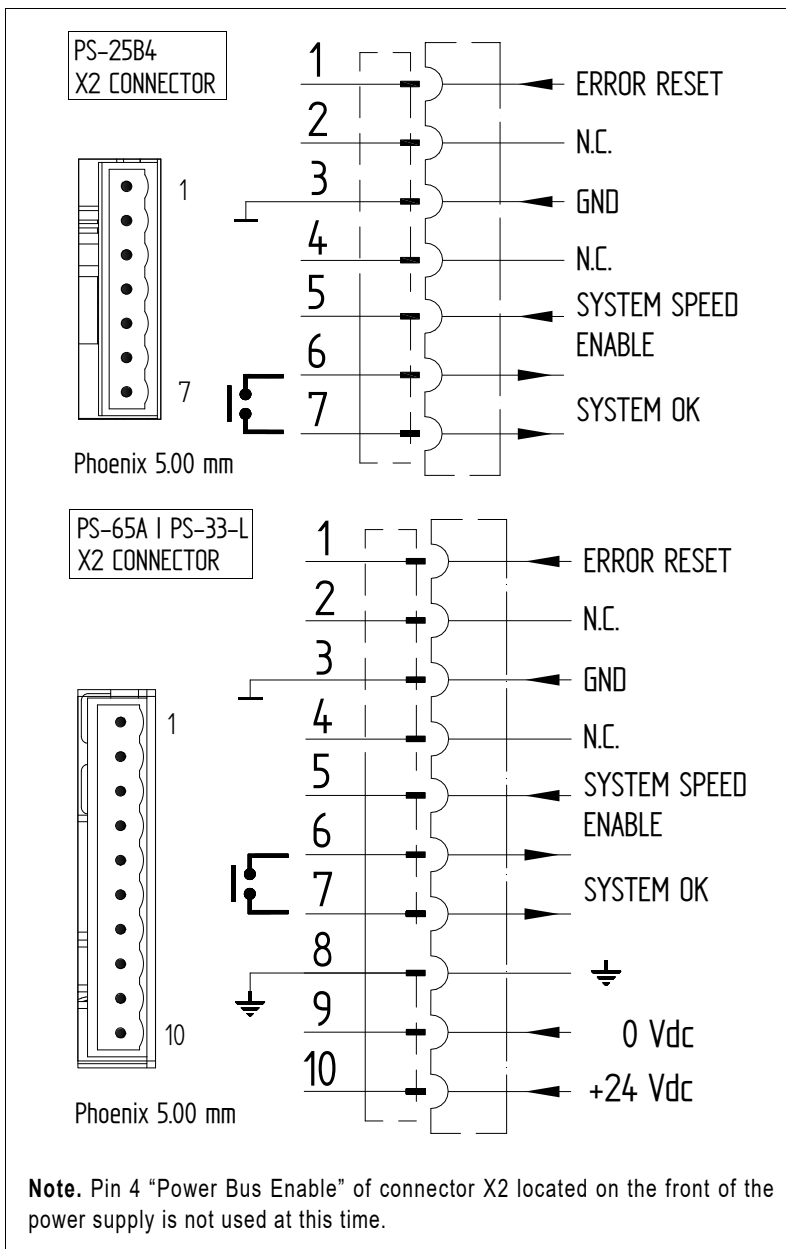 PS-25B4
X2 CONNECTOR
1
7
Phoenix 5.00 mm
1
ERROR RESET
2
N.C.
3
GND
4
N.C.
5
SYSTEM SPEED
ENABLE
6
7
SYSTEM OK
PS-65A | PS-33-L
X2 CONNECTOR
1
10
Phoenix 5.00 mm
1
ERROR RESET
2
N.C.
3
GND
4
N.C.
5
SYSTEM SPEED
ENABLE
6
7
SYSTEM OK
8
9
0 Vdc
10
+24 Vdc
Note. Pin 4 “Power Bus Enable” of connector X2 located on the front of the
power supply is not used at this time.